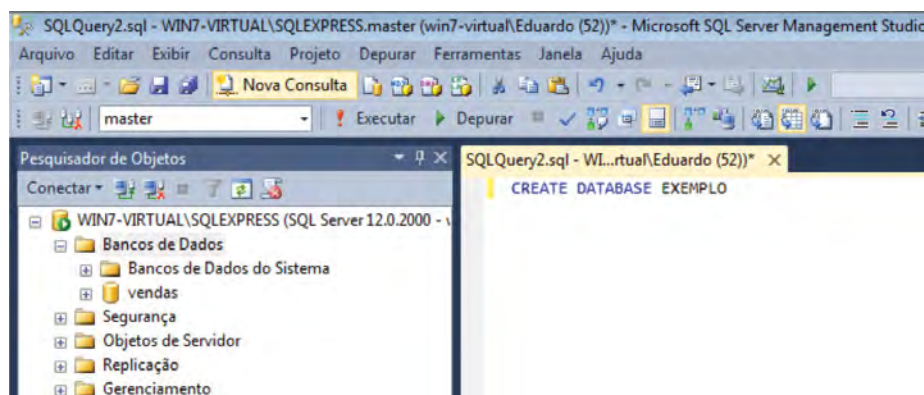 SQLQuery2.sql - WIN7-VIRTUAL\SQLEXPRESS.master (win7-virtual\Eduardo (52))* - Microsoft SQL Server Management Studio
Arquivo Editar Exibir Consulta Projeto Depurar Ferramentas Janela Ajuda
Nova Consulta
master Executar Depurar
Pesquisador de Objetos
SQLQuery2.sql - WI...rtual\Eduardo (52))*
Conectar
CREATE DATABASE EXEMPLO
WIN7-VIRTUAL\SQLEXPRESS (SQL Server 12.0.2000 -
Bancos de Dados
Bancos de Dados do Sistema
vendas
Segurança
Objetos de Servidor
Replicação
Gerenciamento